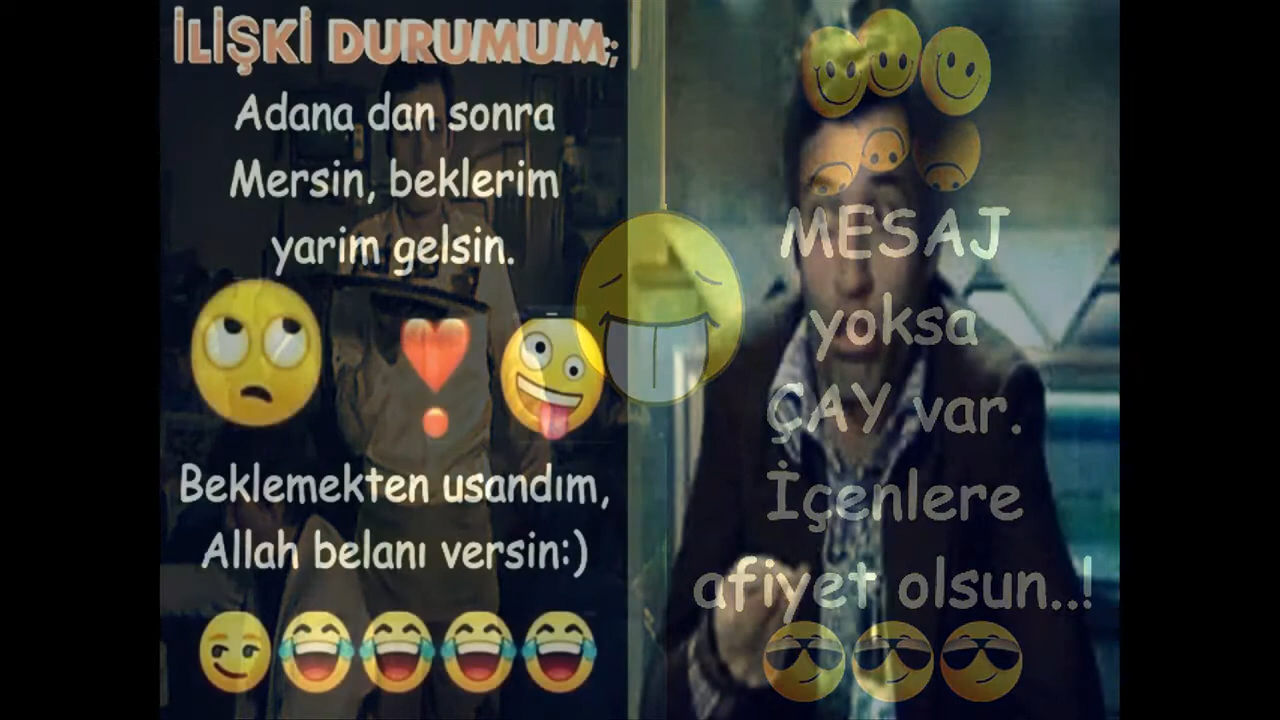 İLİŞKİ DURUMUM;
Adana dan sonra
Mersin, beklerim
yarim gelsin.
Beklemekten usandım,
Allah belanı versin:)
MESAJ
yoksa
ÇAY var.
İçenlere
afiyet olsun..!